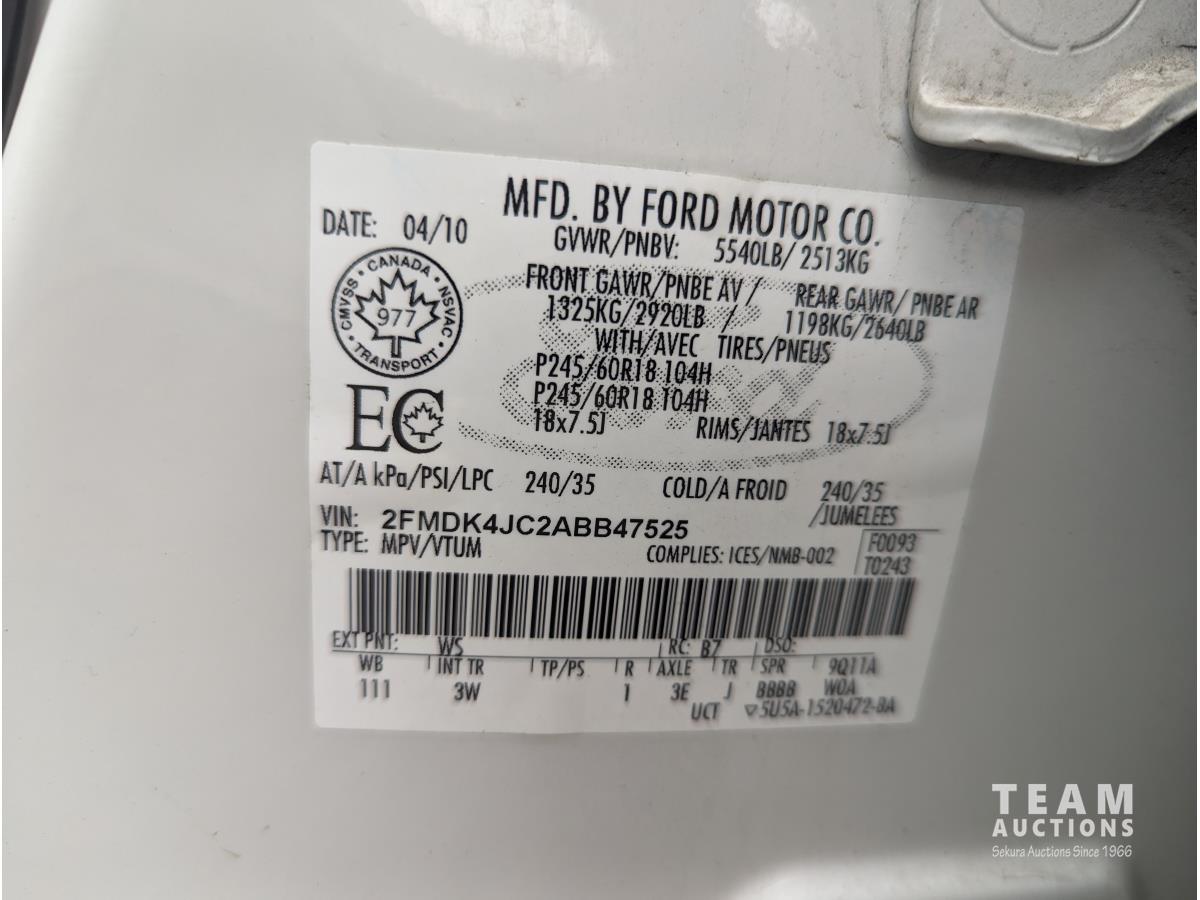 MFD. BY FORD MOTOR CO.
DATE: 04/10
GVWR/PNBV: 5540LB/ 2513KG
FRONT GAWR/PNBE AV / REAR GAWR/ PNBE AR
1325KG/2920LB / 1198KG/2640LB
WITH/AVEC TIRES/PNEUS
P245/60R18 104H
P245/60R18 104H
18x7.5J RIMS/JANTES 18x7.5J
CANADA
CMVSS 977 NSVAC
TRANSPORT
EC
AT/A kPa/PSI/LPC 240/35 COLD/A FROID 240/35
/JUMELEES
VIN: 2FMDK4JC2ABB47525
TYPE: MPV/VTUM COMPLIES: ICES/NMB-002
F0093
T0243
EXT PNT: WS RC: B7 DSO:
WB INT TR TP/PS R AXLE TR SPR 9Q11A
111 3W 1 3E J BBBB W0A
UCT ▽5U5A-1520472-BA
TEAM
AUCTIONS
Sekura Auctions Since 1966